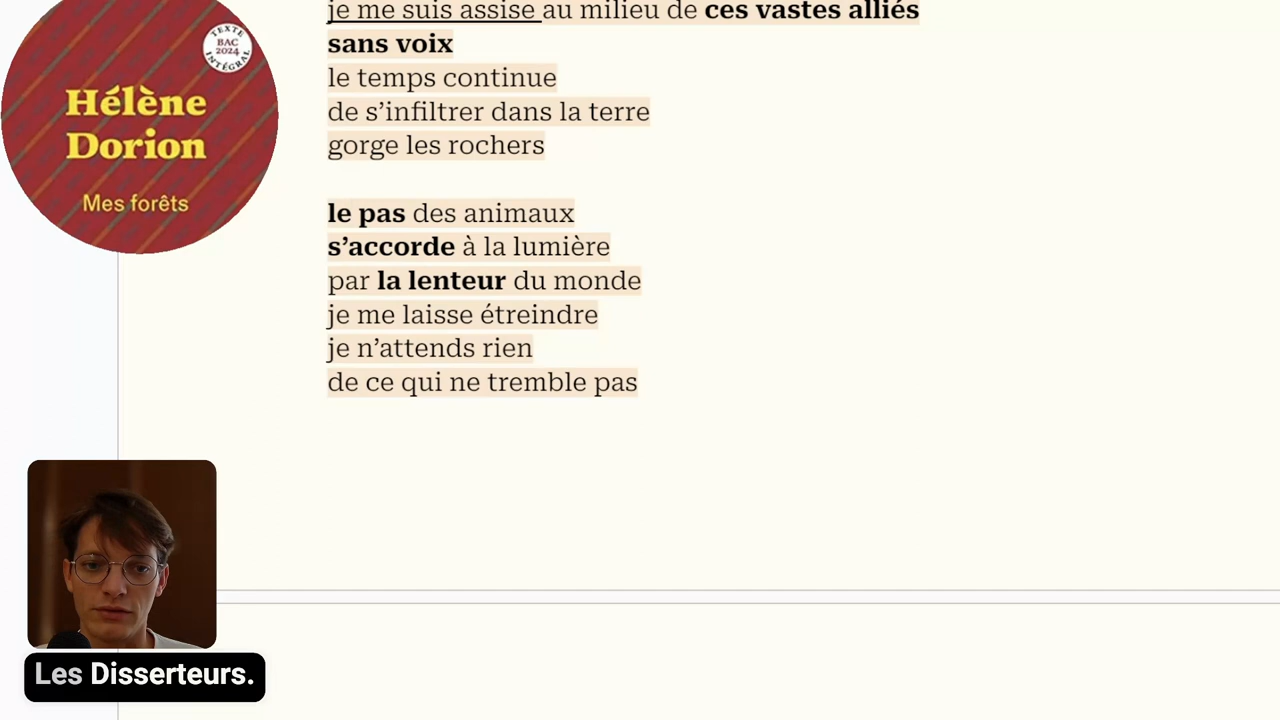 je me suis assise au milieu de ces vastes alliés
sans voix
le temps continue
de s’infiltrer dans la terre
gorge les rochers
le pas des animaux
s’accorde à la lumière
par la lenteur du monde
je me laisse étreindre
je n’attends rien
de ce qui ne tremble pas
TEXTE
BAC
2024
INTÉGRAL
Hélène
Dorion
Mes forêts
Les Disserteurs.